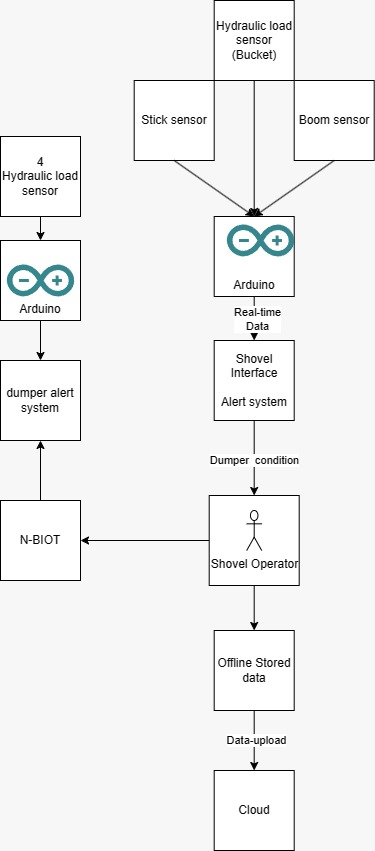 Hydraulic load
sensor
(Bucket)
Stick sensor
Boom sensor
4
Hydraulic load
sensor
Arduino
Arduino
Real-time
Data
Shovel
Interface
Alert system
dumper alert
system
Dumper condition
N-BIOT
Shovel Operator
Offline Stored
data
Data-upload
Cloud